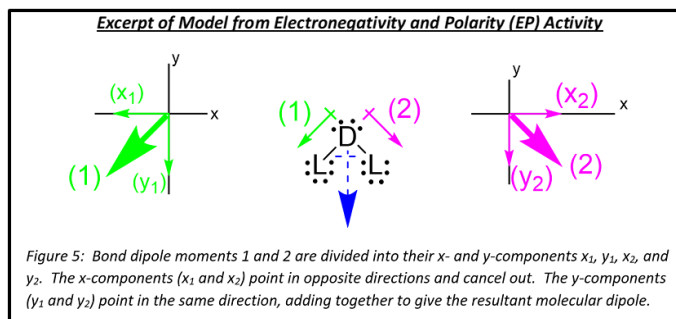 Excerpt of Model from Electronegativity and Polarity (EP) Activity
y
(x₁)
x
(1)
(y₁)
(1)
(2)
D
L L
y
(x₂)
x
(y₂)
(2)
Figure 5: Bond dipole moments 1 and 2 are divided into their x- and y-components x₁, y₁, x₂, and
y₂. The x-components (x₁ and x₂) point in opposite directions and cancel out. The y-components
(y₁ and y₂) point in the same direction, adding together to give the resultant molecular dipole.